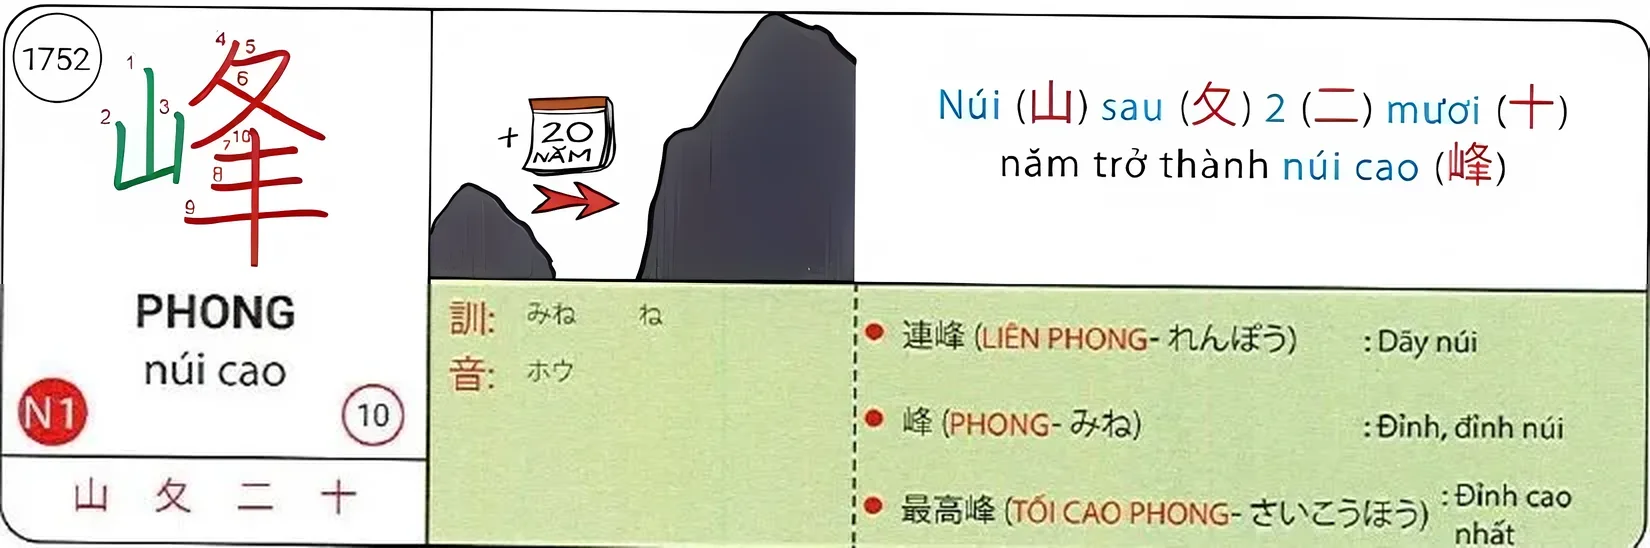 1752
峰
1
2
3
4
5
6
7
10
8
9
PHONG
núi cao
N1
10
山 夂 二 十
+
20
NĂM
Núi (山) sau (夂) 2 (二) mươi (十)
năm trở thành núi cao (峰)
訓: みね ね
音: ホウ
連峰 (LIÊN PHONG- れんぽう) : Dãy núi
峰 (PHONG- みね) : Đỉnh, đỉnh núi
最高峰 (TỐI CAO PHONG- さいこうほう) : Đỉnh cao
nhất